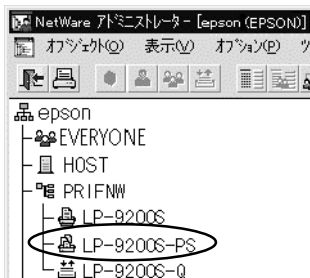 NetWare アドミニストレータ - [epson (EPSON)]
オブジェクト(O) 表示(V) オプション(P) ツ
epson
EVERYONE
HOST
PRIFNW
LP-9200S
LP-9200S-PS
LP-9200S-Q